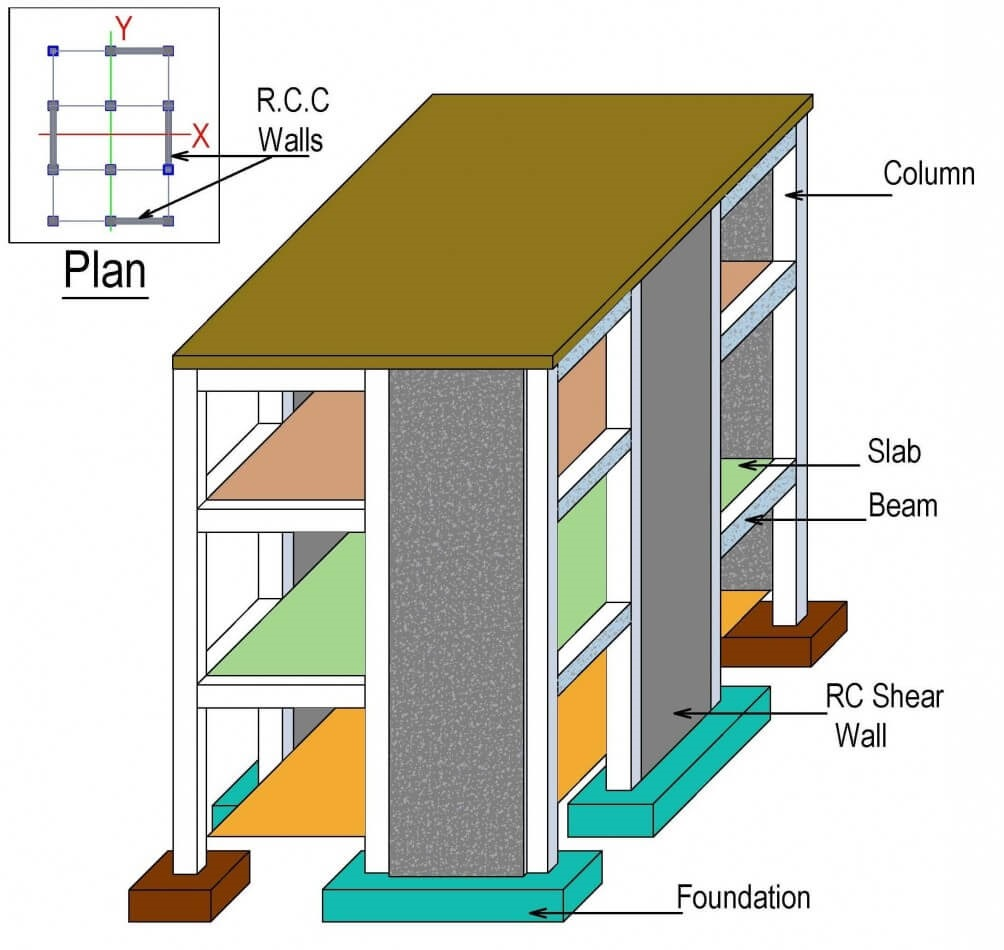 Y
R.C.C
Walls
X
Plan
Column
Slab
Beam
RC Shear
Wall
Foundation